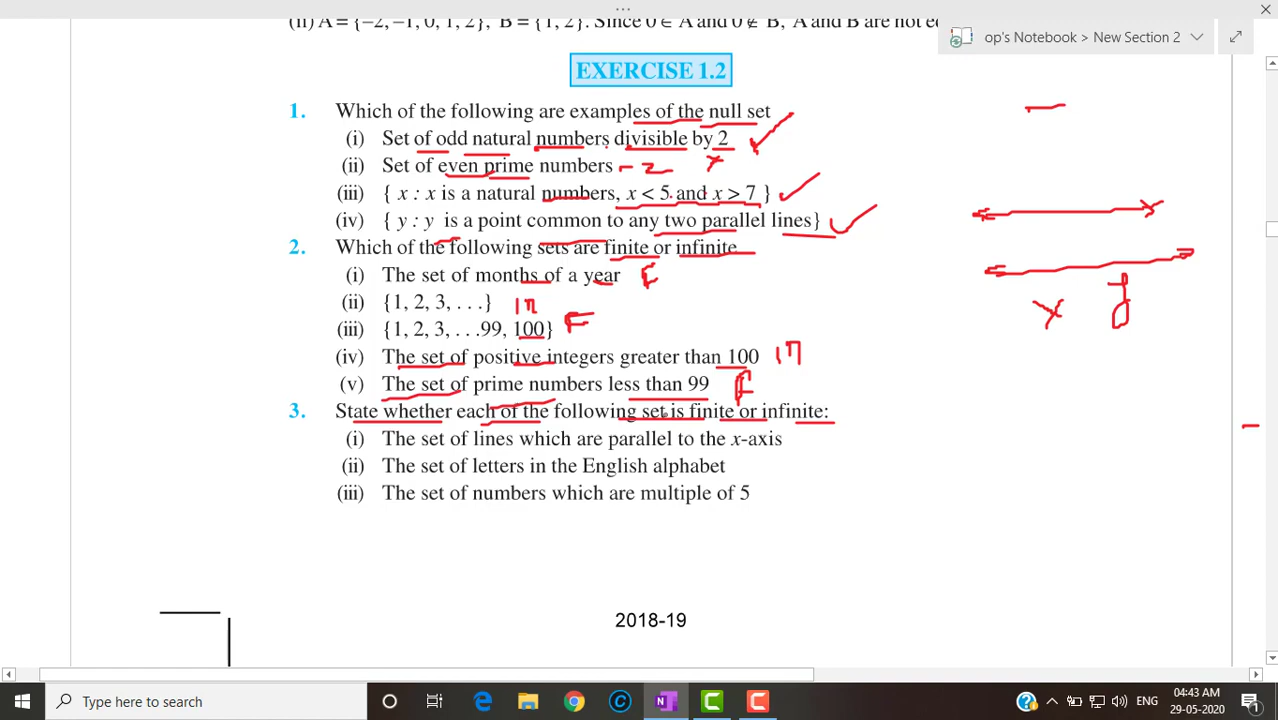 (ii) A = {−2, −1, 0, 1, 2}, B = {1, 2}. Since 0 ∈ A and 0 ∉ B, A and B are not eq
op's Notebook > New Section 2
EXERCISE 1.2
1. Which of the following are examples of the null set
(i) Set of odd natural numbers divisible by 2 ✓
(ii) Set of even prime numbers – 2 ×
(iii) { x : x is a natural numbers, x < 5 and x > 7 } ✓
(iv) { y : y is a point common to any two parallel lines} ✓
2. Which of the following sets are finite or infinite
(i) The set of months of a year F
(ii) {1, 2, 3, . . .} In
x y
(iii) {1, 2, 3, . . .99, 100} F
(iv) The set of positive integers greater than 100 In
(v) The set of prime numbers less than 99 F
3. State whether each of the following set is finite or infinite:
(i) The set of lines which are parallel to the x-axis
(ii) The set of letters in the English alphabet
(iii) The set of numbers which are multiple of 5
2018-19
Type here to search
ENG
04:43 AM
29-05-2020
1